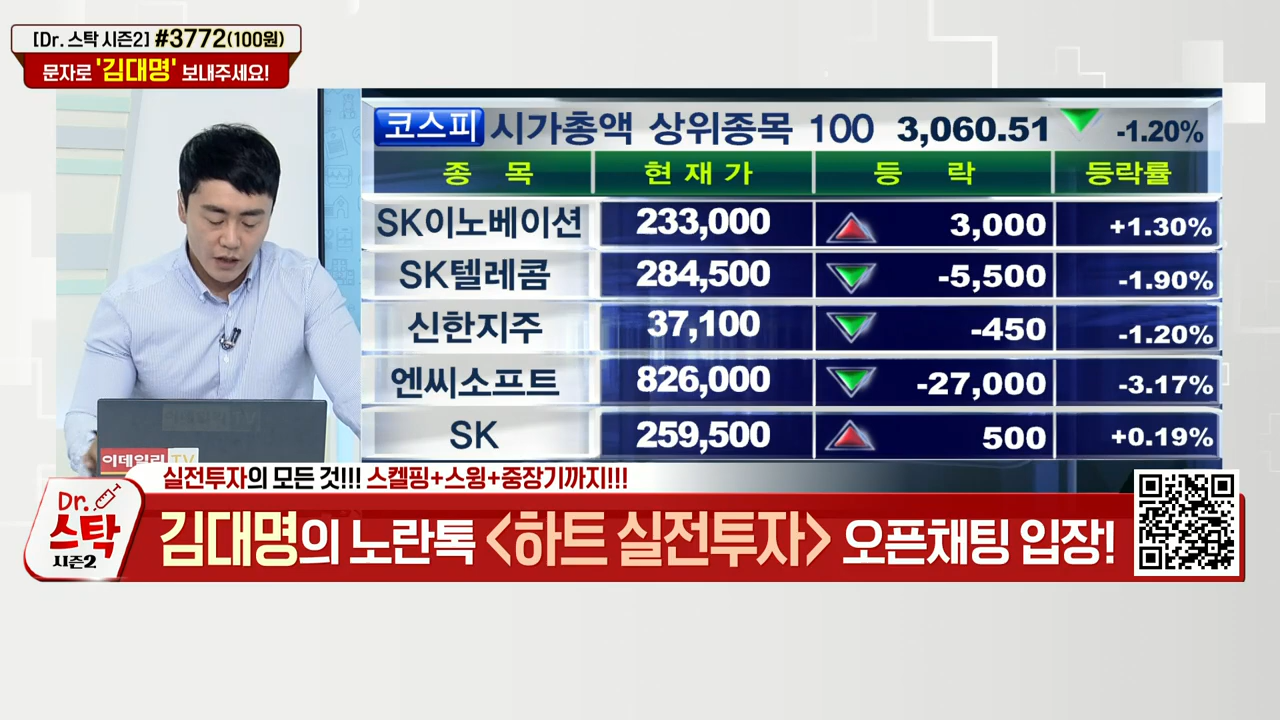 [Dr. 스탁 시즌2] #3772(100원)
문자로 '김대명' 보내주세요!
코스피 시가총액 상위종목 100 3,060.51 -1.20%
종 목 현 재 가 등 락 등락률
SK이노베이션 233,000 3,000 +1.30%
SK텔레콤 284,500 -5,500 -1.90%
신한지주 37,100 -450 -1.20%
엔씨소프트 826,000 -27,000 -3.17%
SK 259,500 500 +0.19%
이데일리 TV
실전투자의 모든 것!!! 스켈핑+스윙+중장기까지!!!
Dr.
스탁
시즌2
김대명의 노란톡 <하트 실전투자> 오픈채팅 입장!